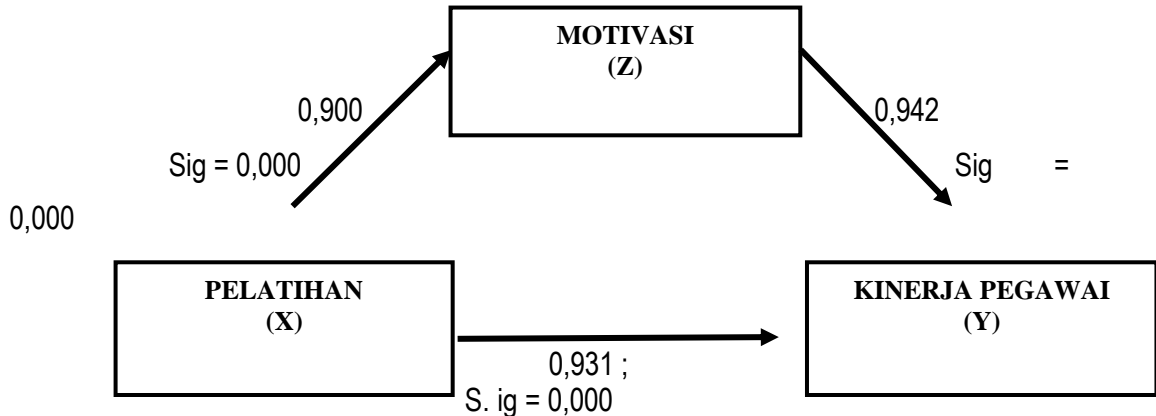 MOTIVASI
(Z)
0,900
0,942
Sig = 0,000
Sig =
0,000
PELATIHAN
(X)
KINERJA PEGAWAI
(Y)
0,931 ;
S. ig = 0,000